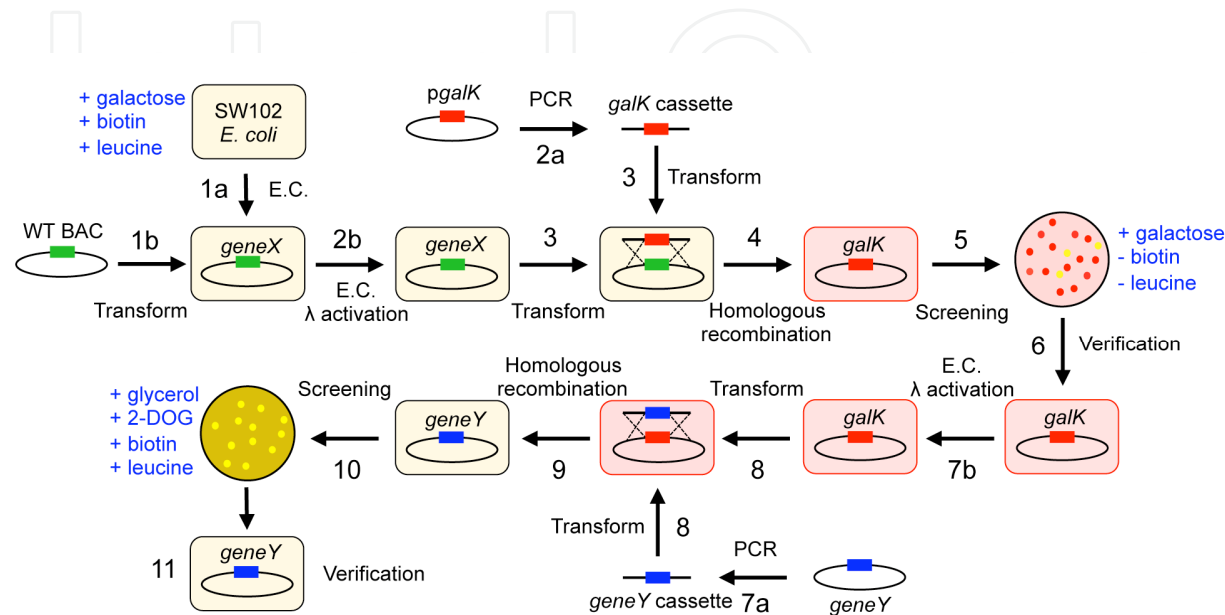 + galactose
+ biotin
+ leucine
SW102
E. coli
pgalK
PCR
2a
galK cassette
3
Transform
1a
E.C.
WT BAC
1b
Transform
geneX
2b
E.C.
λ activation
geneX
3
4
Homologous
recombination
galK
5
Screening
+ galactose
- biotin
- leucine
6
Verification
+ glycerol
+ 2-DOG
+ biotin
+ leucine
Screening
10
geneY
Homologous
recombination
9
Transform
8
galK
E.C.
λ activation
7b
galK
11
geneY
Verification
Transform
8
geneY cassette
PCR
7a
geneY